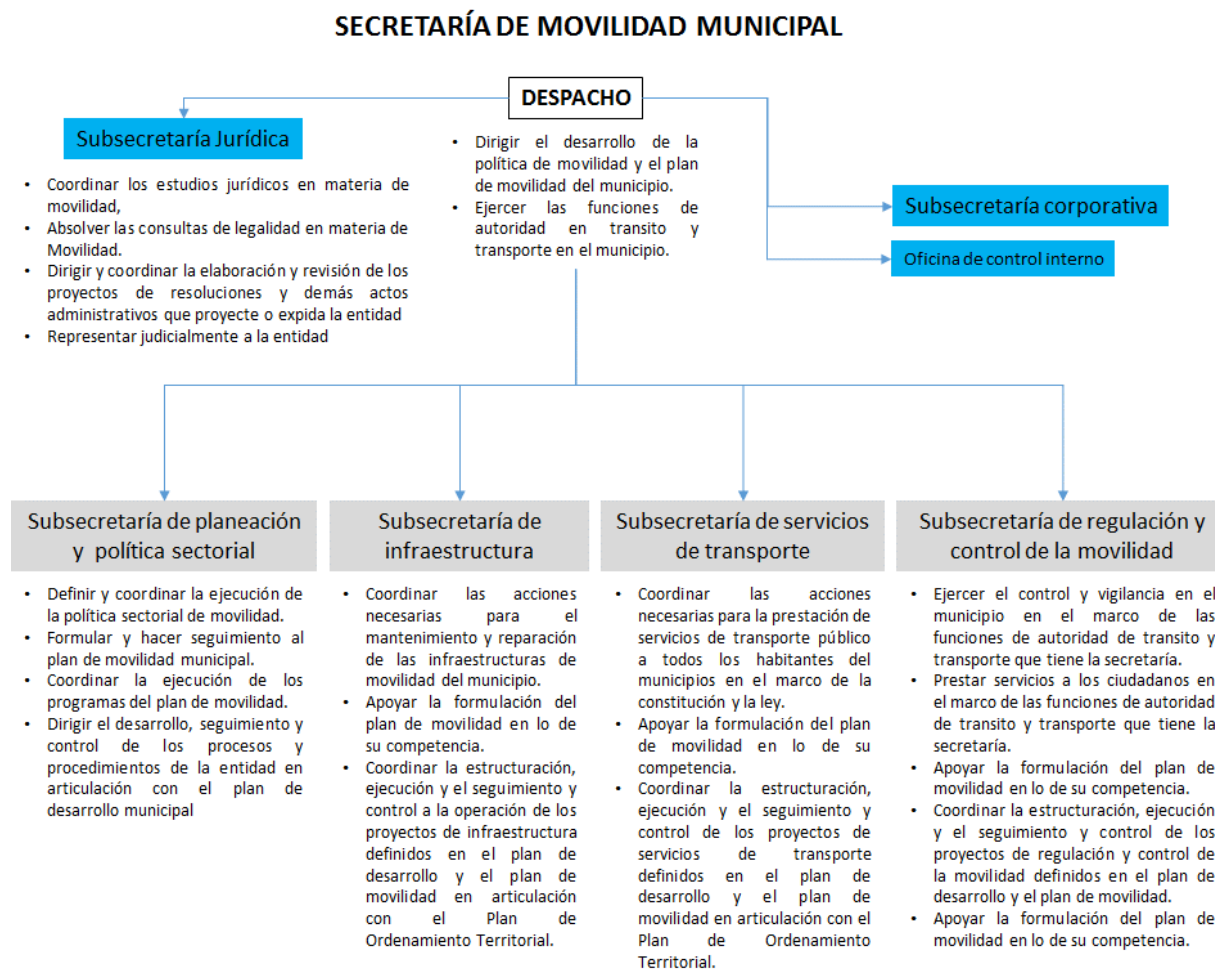 SECRETARÍA DE MOVILIDAD MUNICIPAL
DESPACHO
• Dirigir el desarrollo de la
política de movilidad y el plan
de movilidad del municipio.
• Ejercer las funciones de
autoridad en transito y
transporte en el municipio.
Subsecretaría Jurídica
• Coordinar los estudios jurídicos en materia de
movilidad,
• Absolver las consultas de legalidad en materia de
Movilidad.
• Dirigir y coordinar la elaboración y revisión de los
proyectos de resoluciones y demás actos
administrativos que proyecte o expida la entidad
• Representar judicialmente a la entidad
Subsecretaría corporativa
Oficina de control interno
Subsecretaría de planeación
y política sectorial
• Definir y coordinar la ejecución de
la política sectorial de movilidad.
• Formular y hacer seguimiento al
plan de movilidad municipal.
• Coordinar la ejecución de los
programas del plan de movilidad.
• Dirigir el desarrollo, seguimiento y
control de los procesos y
procedimientos de la entidad en
articulación con el plan de
desarrollo municipal
Subsecretaría de
infraestructura
• Coordinar las acciones
necesarias para el
mantenimiento y reparación
de las infraestructuras de
movilidad del municipio.
• Apoyar la formulación del
plan de movilidad en lo de
su competencia.
• Coordinar la estructuración,
ejecución y el seguimiento y
control a la operación de los
proyectos de infraestructura
definidos en el plan de
desarrollo y el plan de
movilidad en articulación
con el Plan de
Ordenamiento Territorial.
Subsecretaría de servicios
de transporte
• Coordinar las acciones
necesarias para la prestación de
servicios de transporte público
a todos los habitantes del
municipios en el marco de la
constitución y la ley.
• Apoyar la formulación del plan
de movilidad en lo de su
competencia.
• Coordinar la estructuración,
ejecución y el seguimiento y
control de los proyectos de
servicios de transporte
definidos en el plan de
desarrollo y el plan de
movilidad en articulación con el
Plan de Ordenamiento
Territorial.
Subsecretaría de regulación y
control de la movilidad
• Ejercer el control y vigilancia en el
municipio en el marco de las
funciones de autoridad de transito y
transporte que tiene la secretaría.
• Prestar servicios a los ciudadanos en
el marco de las funciones de autoridad
de transito y transporte que tiene la
secretaría.
• Apoyar la formulación del plan de
movilidad en lo de su competencia.
• Coordinar la estructuración, ejecución
y el seguimiento y control de los
proyectos de regulación y control de
la movilidad definidos en el plan de
desarrollo y el plan de movilidad.
• Apoyar la formulación del plan de
movilidad en lo de su competencia.